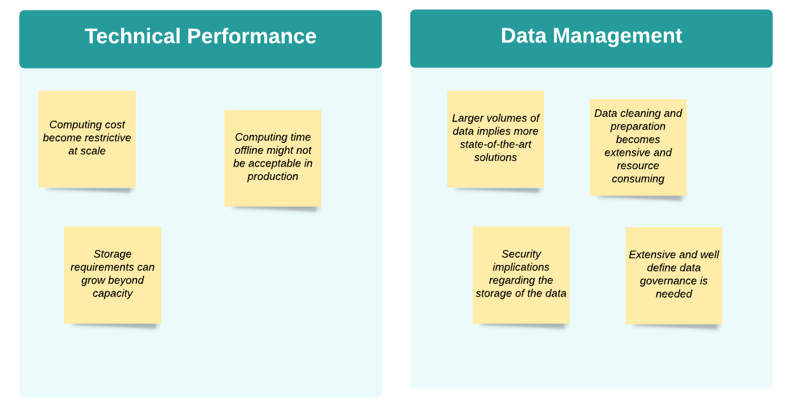 Technical Performance
Computing cost
become restrictive
at scale
Computing time
offline might not
be acceptable in
production
Storage
requirements can
grow beyond
capacity
Data Management
Larger volumes of
data implies more
state-of-the-art
solutions
Data cleaning and
preparation
becomes
extensive and
resource
consuming
Security
implications
regarding the
storage of the data
Extensive and well
define data
governance is
needed